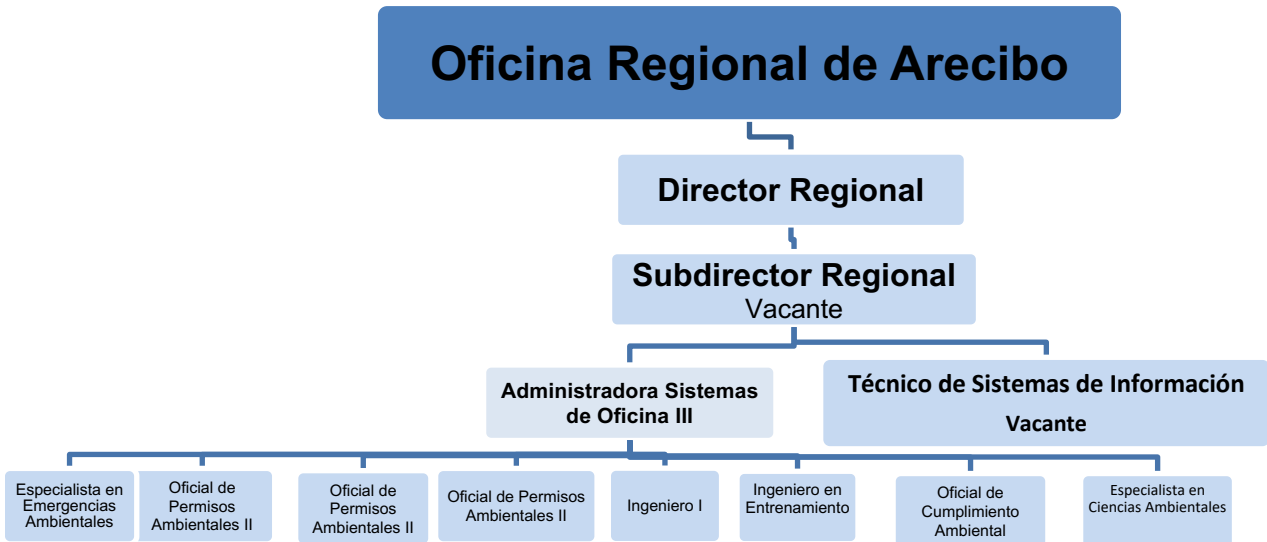 Oficina Regional de Arecibo
Director Regional
Subdirector Regional
Vacante
Administradora Sistemas
de Oficina III
Técnico de Sistemas de Información
Vacante
Especialista en
Emergencias
Ambientales
Oficial de
Permisos
Ambientales II
Oficial de
Permisos
Ambientales II
Oficial de Permisos
Ambientales II
Ingeniero I
Ingeniero en
Entrenamiento
Oficial de
Cumplimiento
Ambiental
Especialista en
Ciencias Ambientales